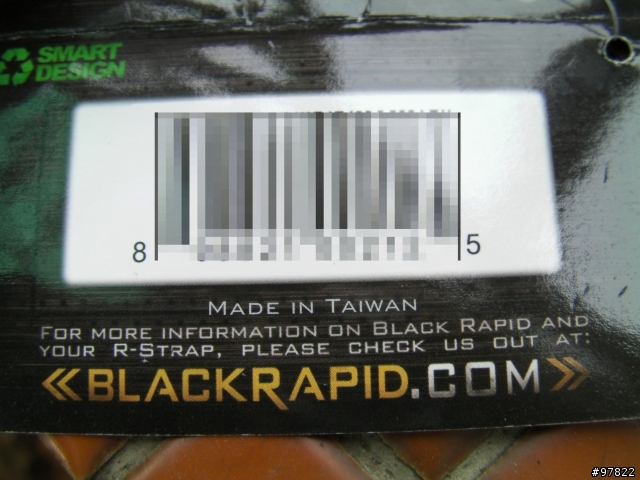 SMART
DESIGN
8 5
MADE IN TAIWAN
FOR MORE INFORMATION ON BLACK RAPID AND
YOUR R-STRAP, PLEASE CHECK US OUT AT:
«BLACKRAPID.COM»
#97822